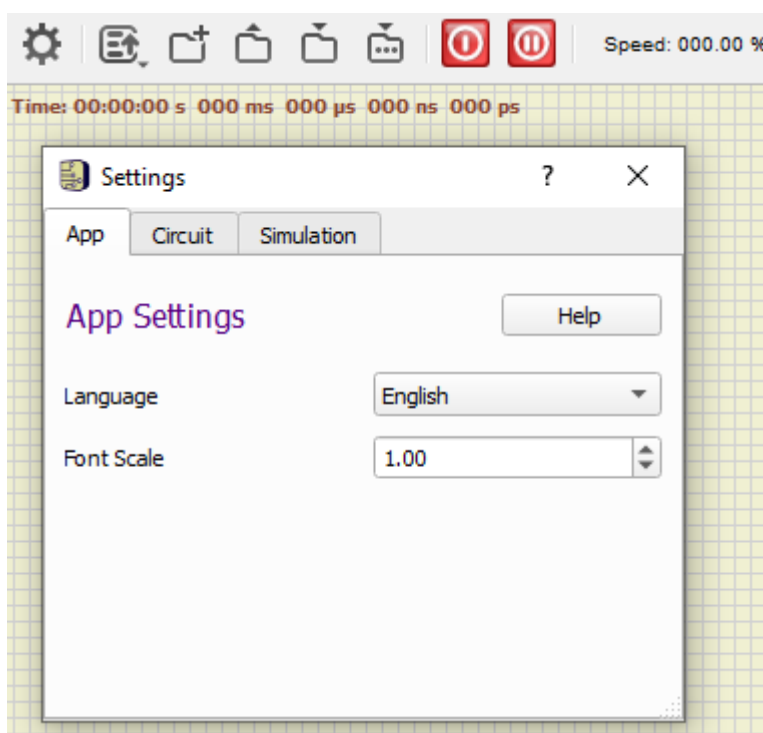 Speed: 000.00 %
Time: 00:00:00 s 000 ms 000 µs 000 ns 000 ps
Settings
?
App Circuit Simulation
App Settings Help
Language English
Font Scale 1.00